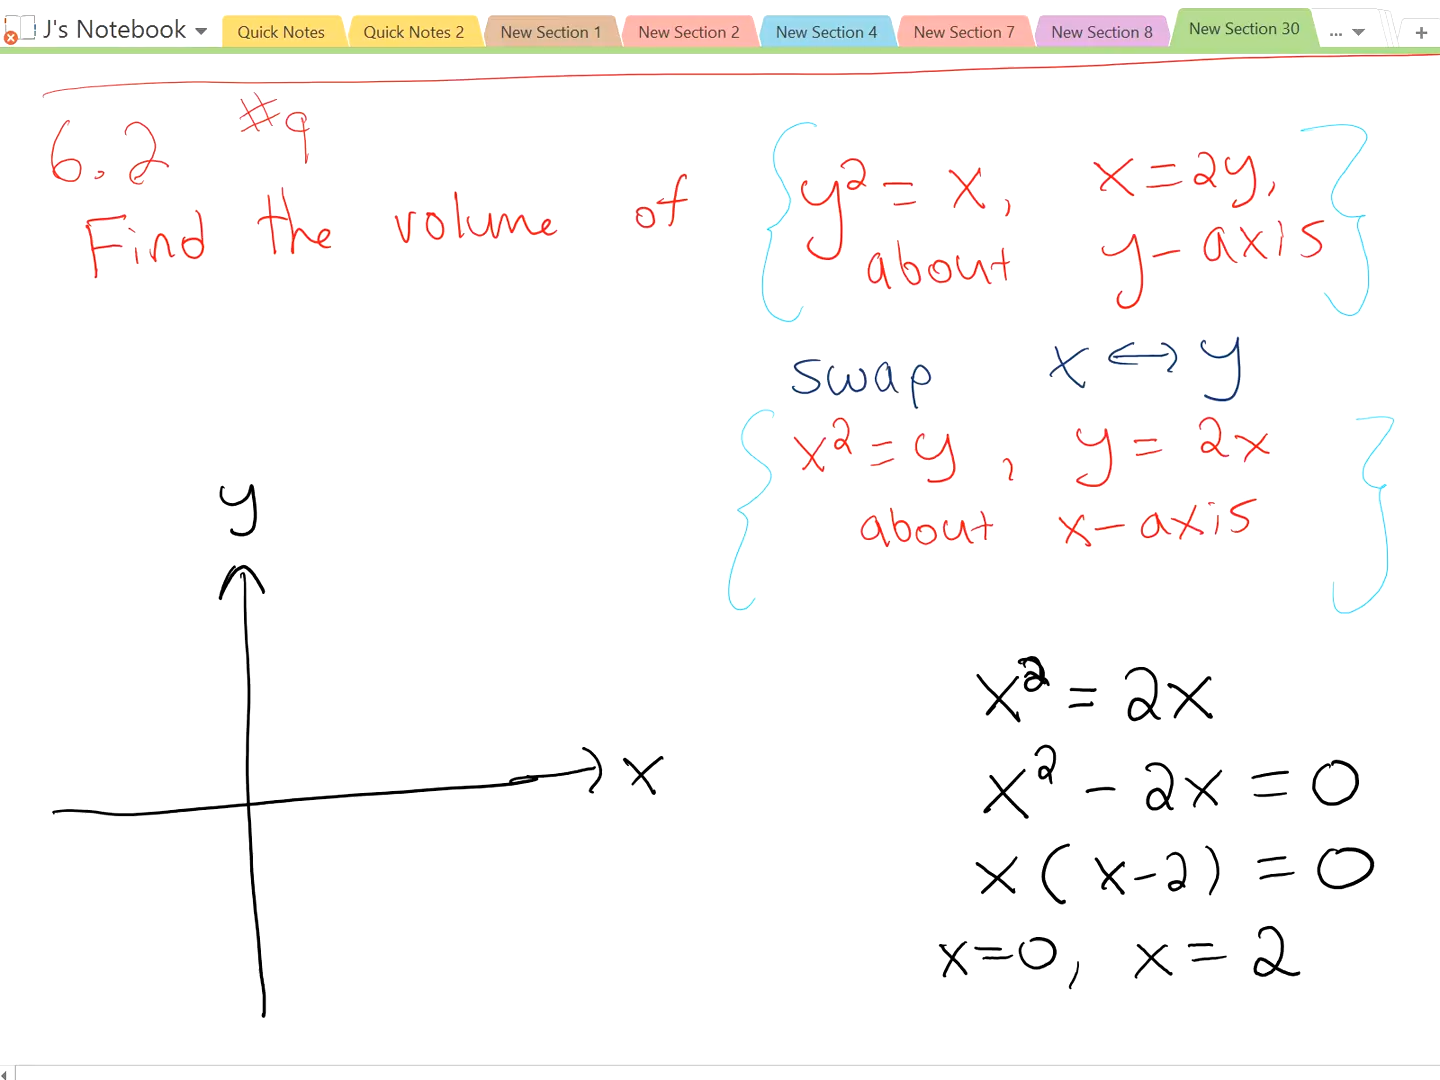 J's Notebook Quick Notes Quick Notes 2 New Section 1 New Section 2 New Section 4 New Section 7 New Section 8 New Section 30 ... +
6.2 #9
Find the volume of { y² = x, x = 2y,
about y-axis }
swap x ↔ y
{ x² = y , y = 2x
about x-axis }
y
x
x² = 2x
x² - 2x = 0
x(x-2) = 0
x=0, x = 2